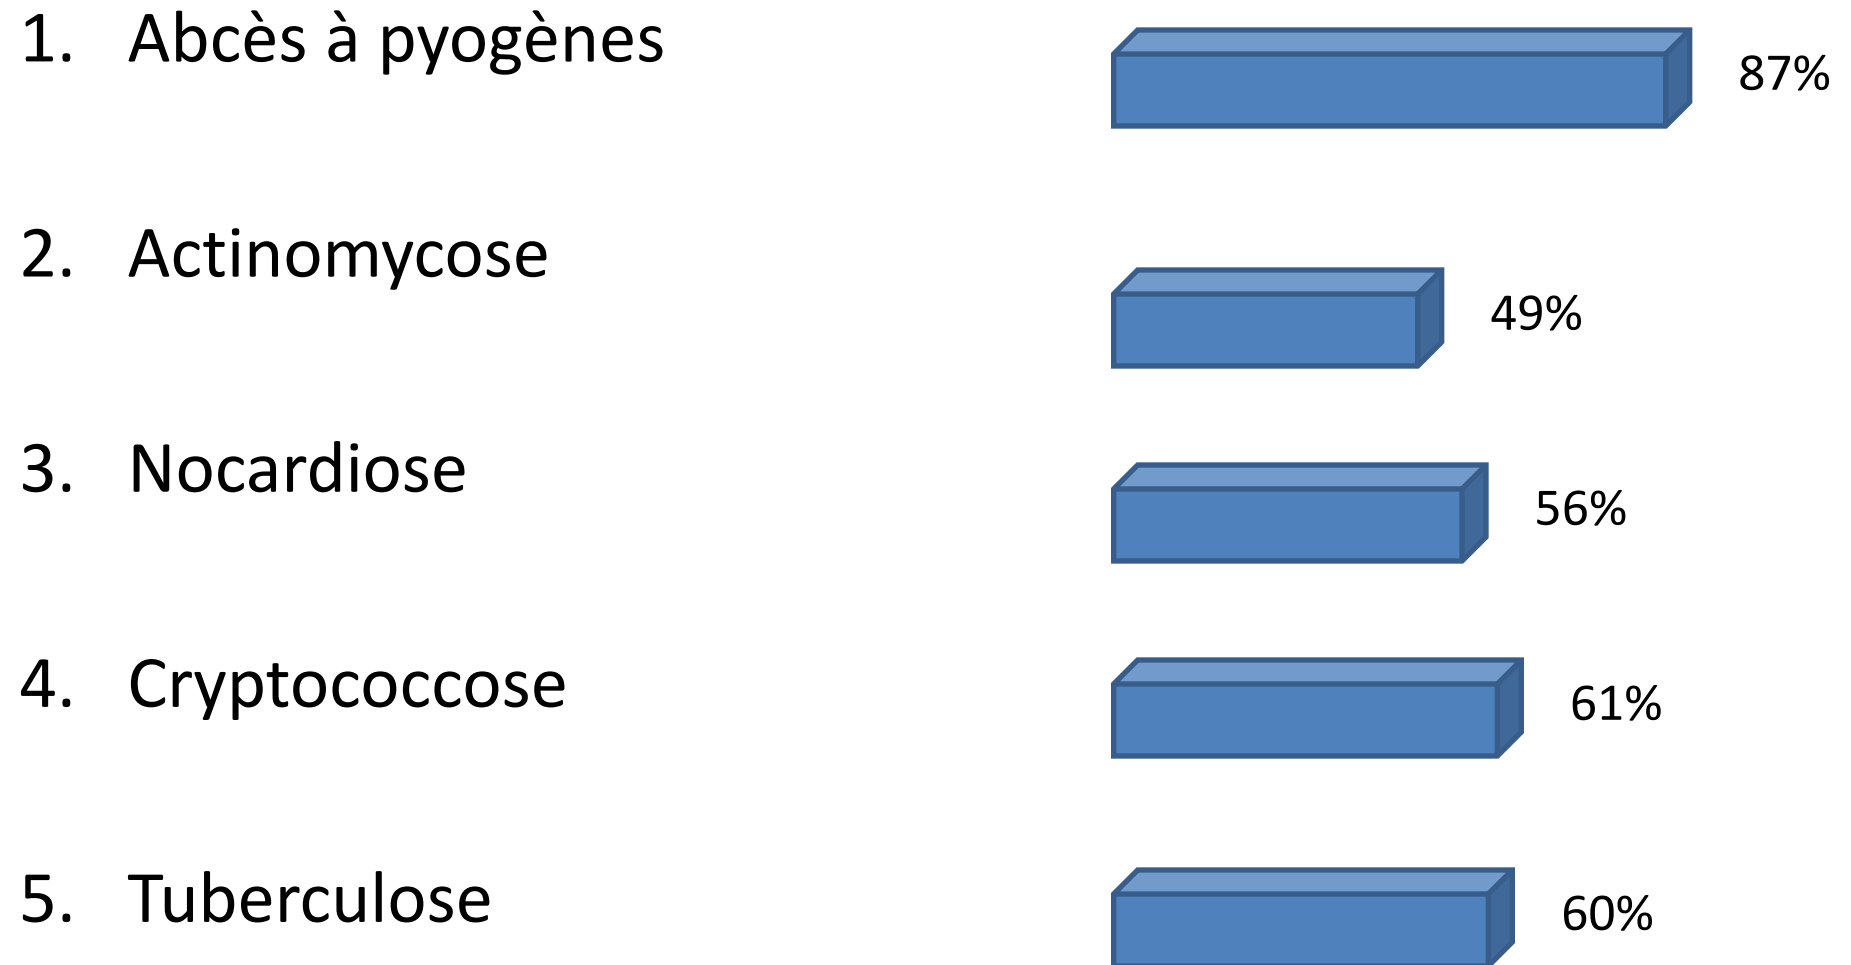 1. Abcès à pyogènes
87%
2. Actinomycose
49%
3. Nocardiose
56%
4. Cryptococcose
61%
5. Tuberculose
60%